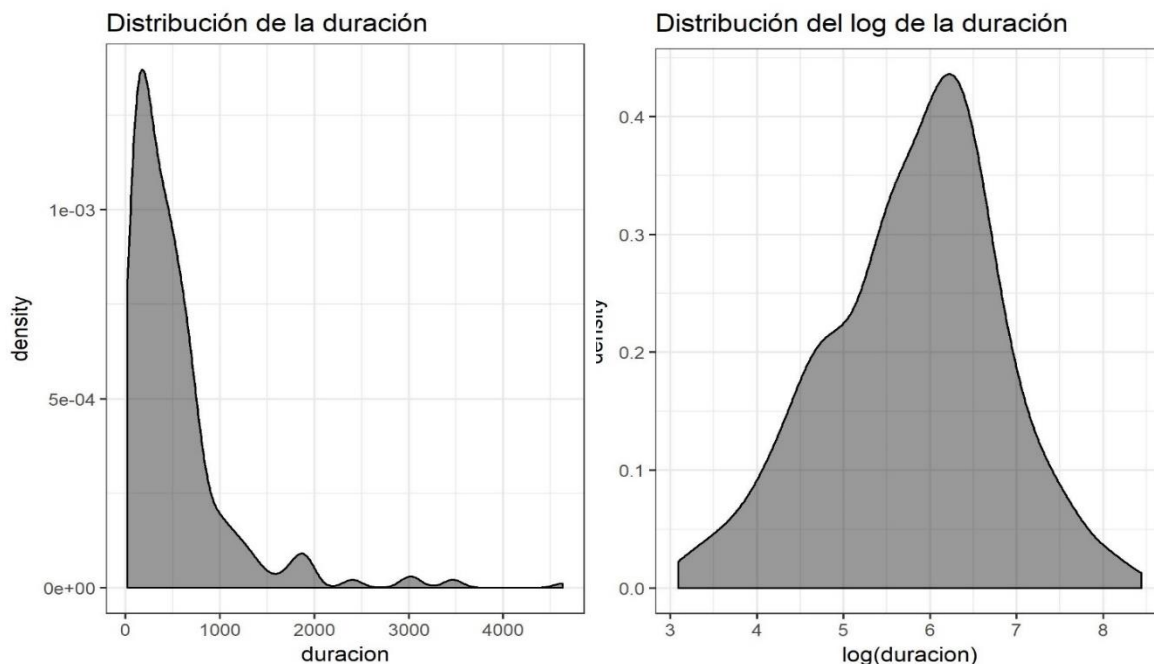 Distribución de la duración
density
1e-03
5e-04
0e+00
0
1000
2000
3000
4000
duracion
Distribución del log de la duración
density
0.4
0.3
0.2
0.1
0.0
3
4
5
6
7
8
log(duracion)